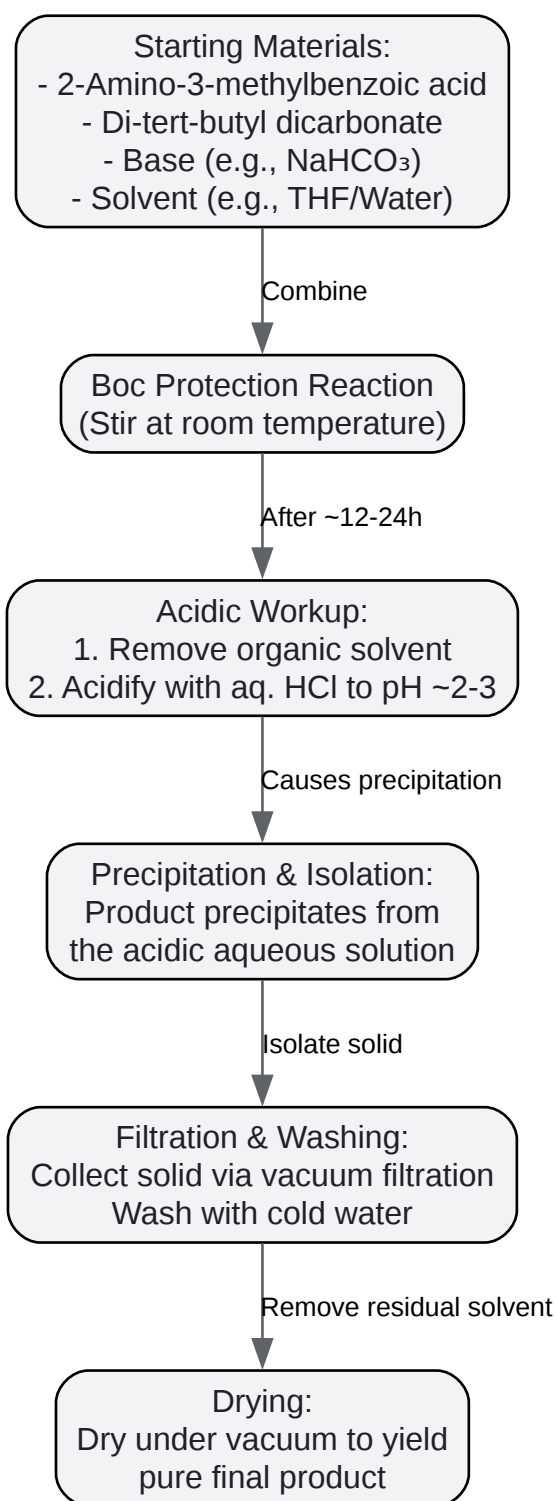 Starting Materials:
- 2-Amino-3-methylbenzoic acid
- Di-tert-butyl dicarbonate
- Base (e.g., NaHCO₃)
- Solvent (e.g., THF/Water)
Combine
Boc Protection Reaction
(Stir at room temperature)
After ~12-24h
Acidic Workup:
1. Remove organic solvent
2. Acidify with aq. HCl to pH ~2-3
Causes precipitation
Precipitation & Isolation:
Product precipitates from
the acidic aqueous solution
Isolate solid
Filtration & Washing:
Collect solid via vacuum filtration
Wash with cold water
Remove residual solvent
Drying:
Dry under vacuum to yield
pure final product